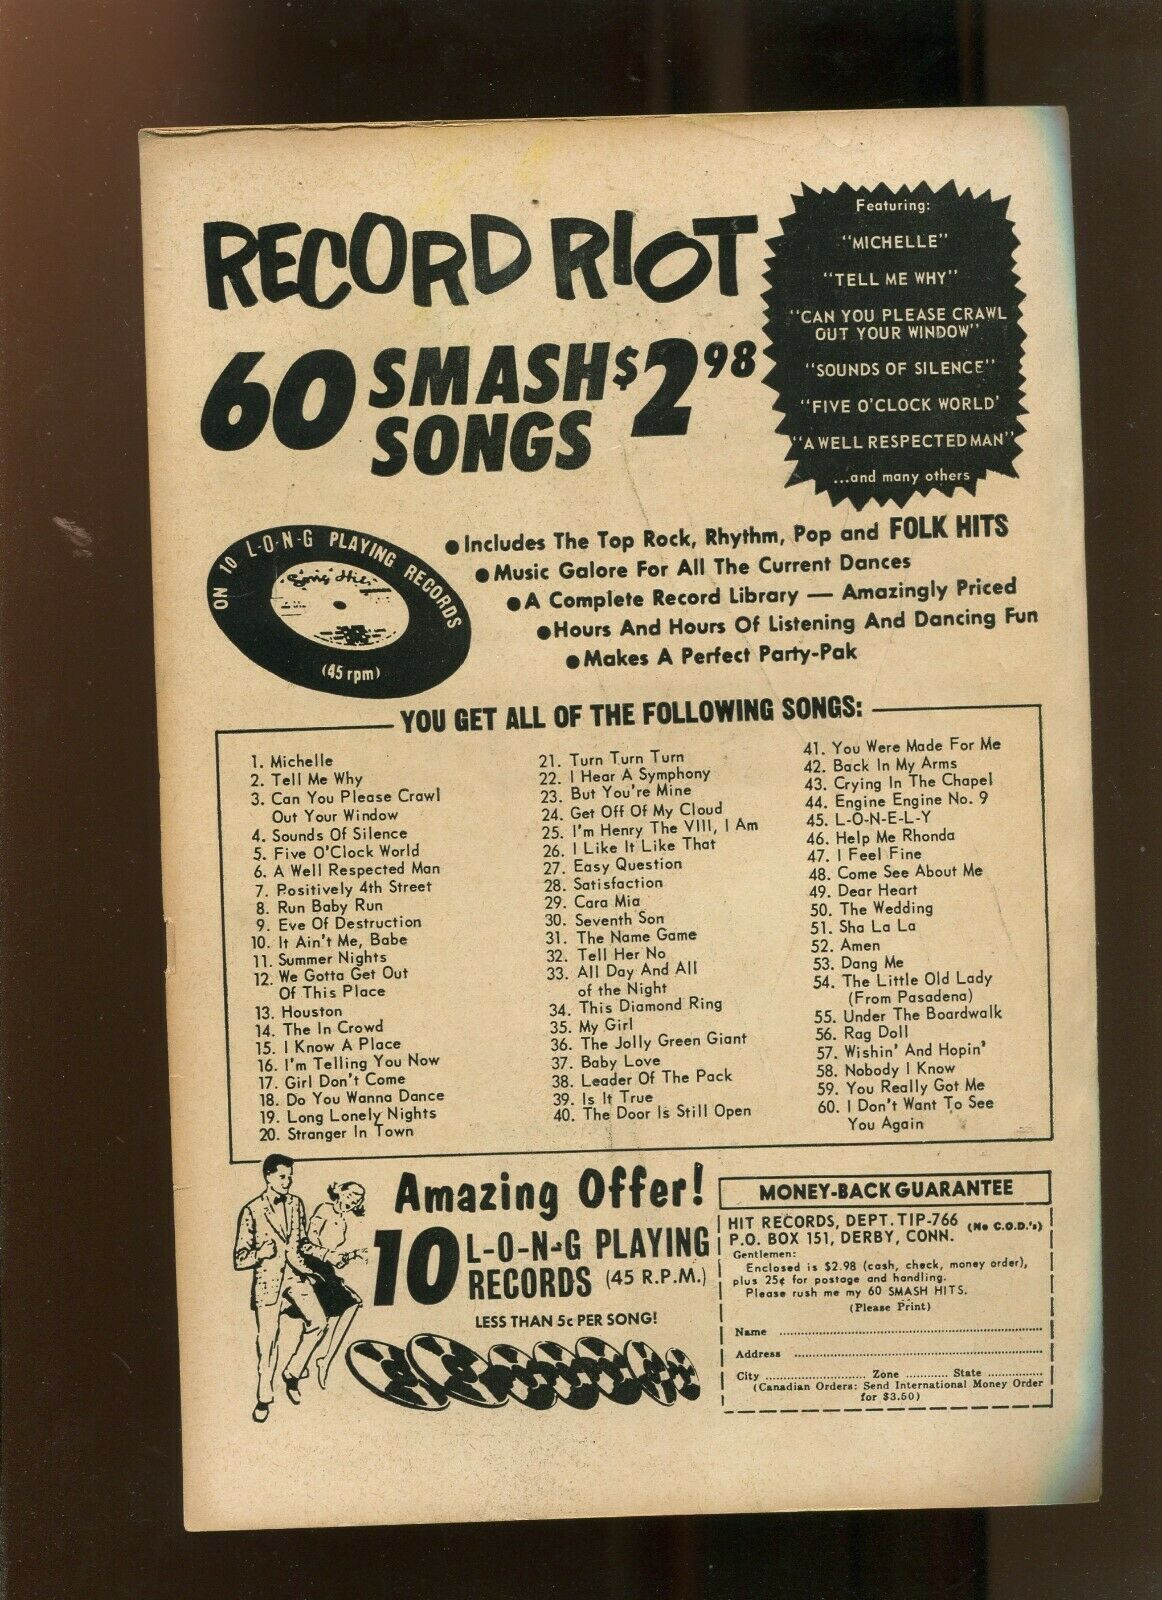 RECORD RIOT
60 SMASH SONGS $2 98
Featuring:
"MICHELLE"
"TELL ME WHY"
"CAN YOU PLEASE CRAWL
OUT YOUR WINDOW"
"SOUNDS OF SILENCE"
"FIVE O'CLOCK WORLD'
"A WELL RESPECTED MAN"
...and many others
ON 10 L-O-N-G PLAYING RECORDS
(45 rpm)
● Includes The Top Rock, Rhythm, Pop and FOLK HITS
● Music Galore For All The Current Dances
● A Complete Record Library — Amazingly Priced
● Hours And Hours Of Listening And Dancing Fun
● Makes A Perfect Party-Pak
YOU GET ALL OF THE FOLLOWING SONGS:
1. Michelle
2. Tell Me Why
3. Can You Please Crawl
Out Your Window
4. Sounds Of Silence
5. Five O'Clock World
6. A Well Respected Man
7. Positively 4th Street
8. Run Baby Run
9. Eve Of Destruction
10. It Ain't Me, Babe
11. Summer Nights
12. We Gotta Get Out
Of This Place
13. Houston
14. The In Crowd
15. I Know A Place
16. I'm Telling You Now
17. Girl Don't Come
18. Do You Wanna Dance
19. Long Lonely Nights
20. Stranger In Town
21. Turn Turn Turn
22. I Hear A Symphony
23. But You're Mine
24. Get Off Of My Cloud
25. I'm Henry The VIII, I Am
26. I Like It Like That
27. Easy Question
28. Satisfaction
29. Cara Mia
30. Seventh Son
31. The Name Game
32. Tell Her No
33. All Day And All
of the Night
34. This Diamond Ring
35. My Girl
36. The Jolly Green Giant
37. Baby Love
38. Leader Of The Pack
39. Is It True
40. The Door Is Still Open
41. You Were Made For Me
42. Back In My Arms
43. Crying In The Chapel
44. Engine Engine No. 9
45. L-O-N-E-L-Y
46. Help Me Rhonda
47. I Feel Fine
48. Come See About Me
49. Dear Heart
50. The Wedding
51. Sha La La
52. Amen
53. Dang Me
54. The Little Old Lady
(From Pasadena)
55. Under The Boardwalk
56. Rag Doll
57. Wishin' And Hopin'
58. Nobody I Know
59. You Really Got Me
60. I Don't Want To See
You Again
Amazing Offer!
10 L-O-N-G PLAYING
RECORDS (45 R.P.M.)
LESS THAN 5c PER SONG!
MONEY-BACK GUARANTEE
HIT RECORDS, DEPT. TIP-766 (No C.O.D.'s)
P.O. BOX 151, DERBY, CONN.
Gentlemen:
Enclosed is $2.98 (cash, check, money order),
plus 25¢ for postage and handling.
Please rush me my 60 SMASH HITS.
(Please Print)
Name
Address
City Zone State
(Canadian Orders: Send International Money Order
for $3.50)